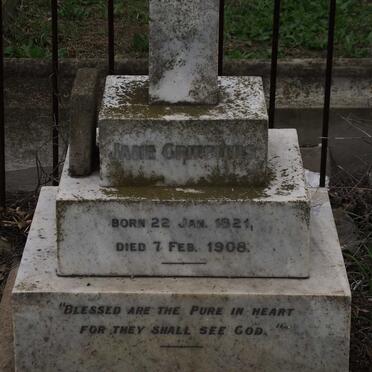 JANE GRIFFITHS
BORN 22 JAN. 1821,
DIED 7 FEB. 1908.
"BLESSED ARE THE PURE IN HEART
FOR THEY SHALL SEE GOD."